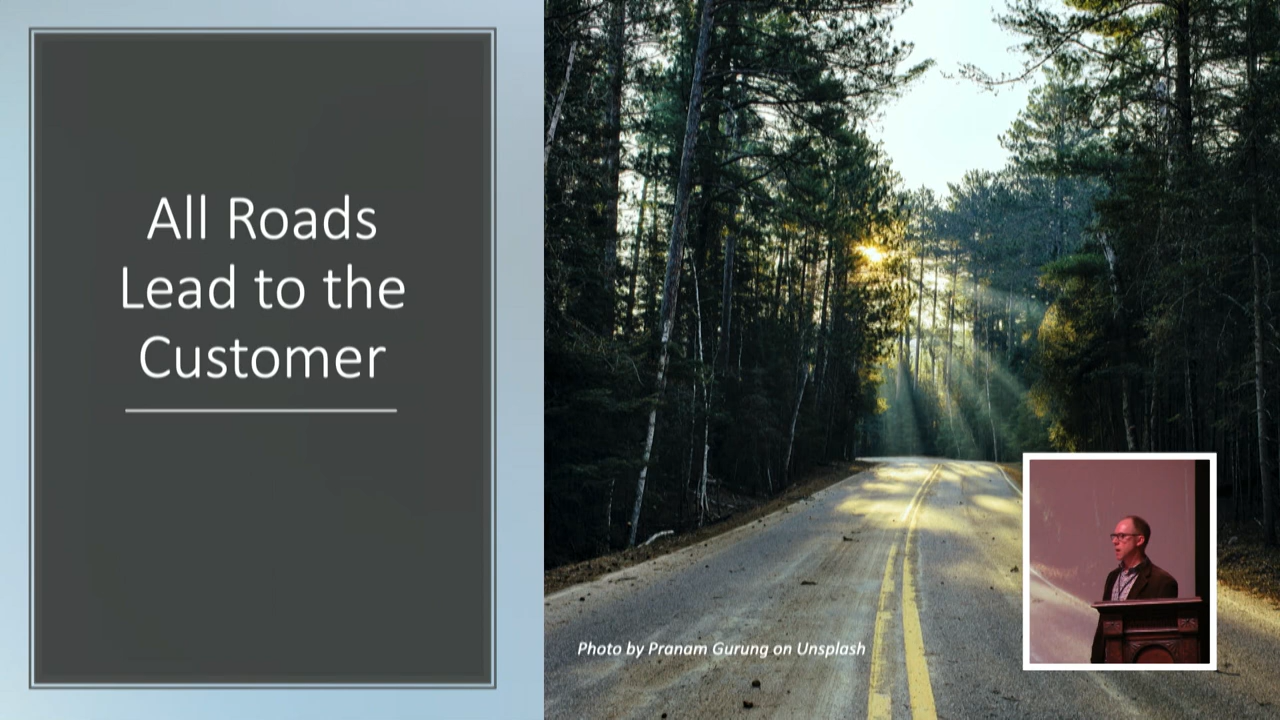 All Roads
Lead to the
Customer
Photo by Pranam Gurung on Unsplash